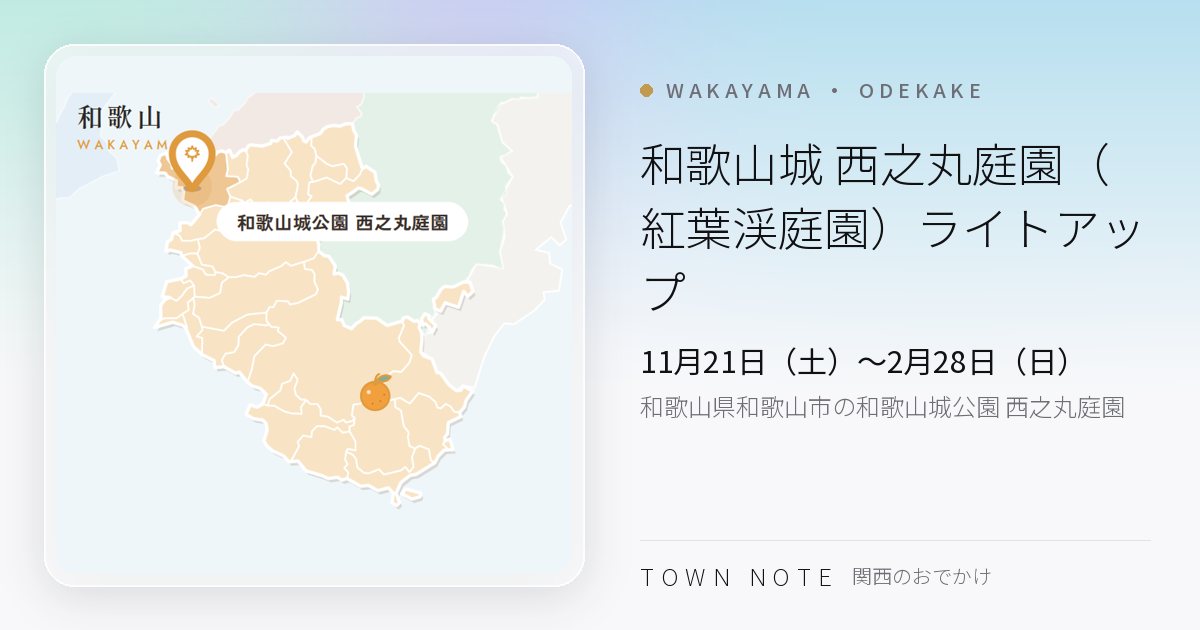 和歌山
WAKAYAM
和歌山城公園 西之丸庭園
WAKAYAMA • ODEKAKE
和歌山城 西之丸庭園（
紅葉渓庭園）ライトアッ
プ
11月21日（土）〜2月28日（日）
和歌山県和歌山市の和歌山城公園 西之丸庭園
TOWN NOTE 関西のおでかけ